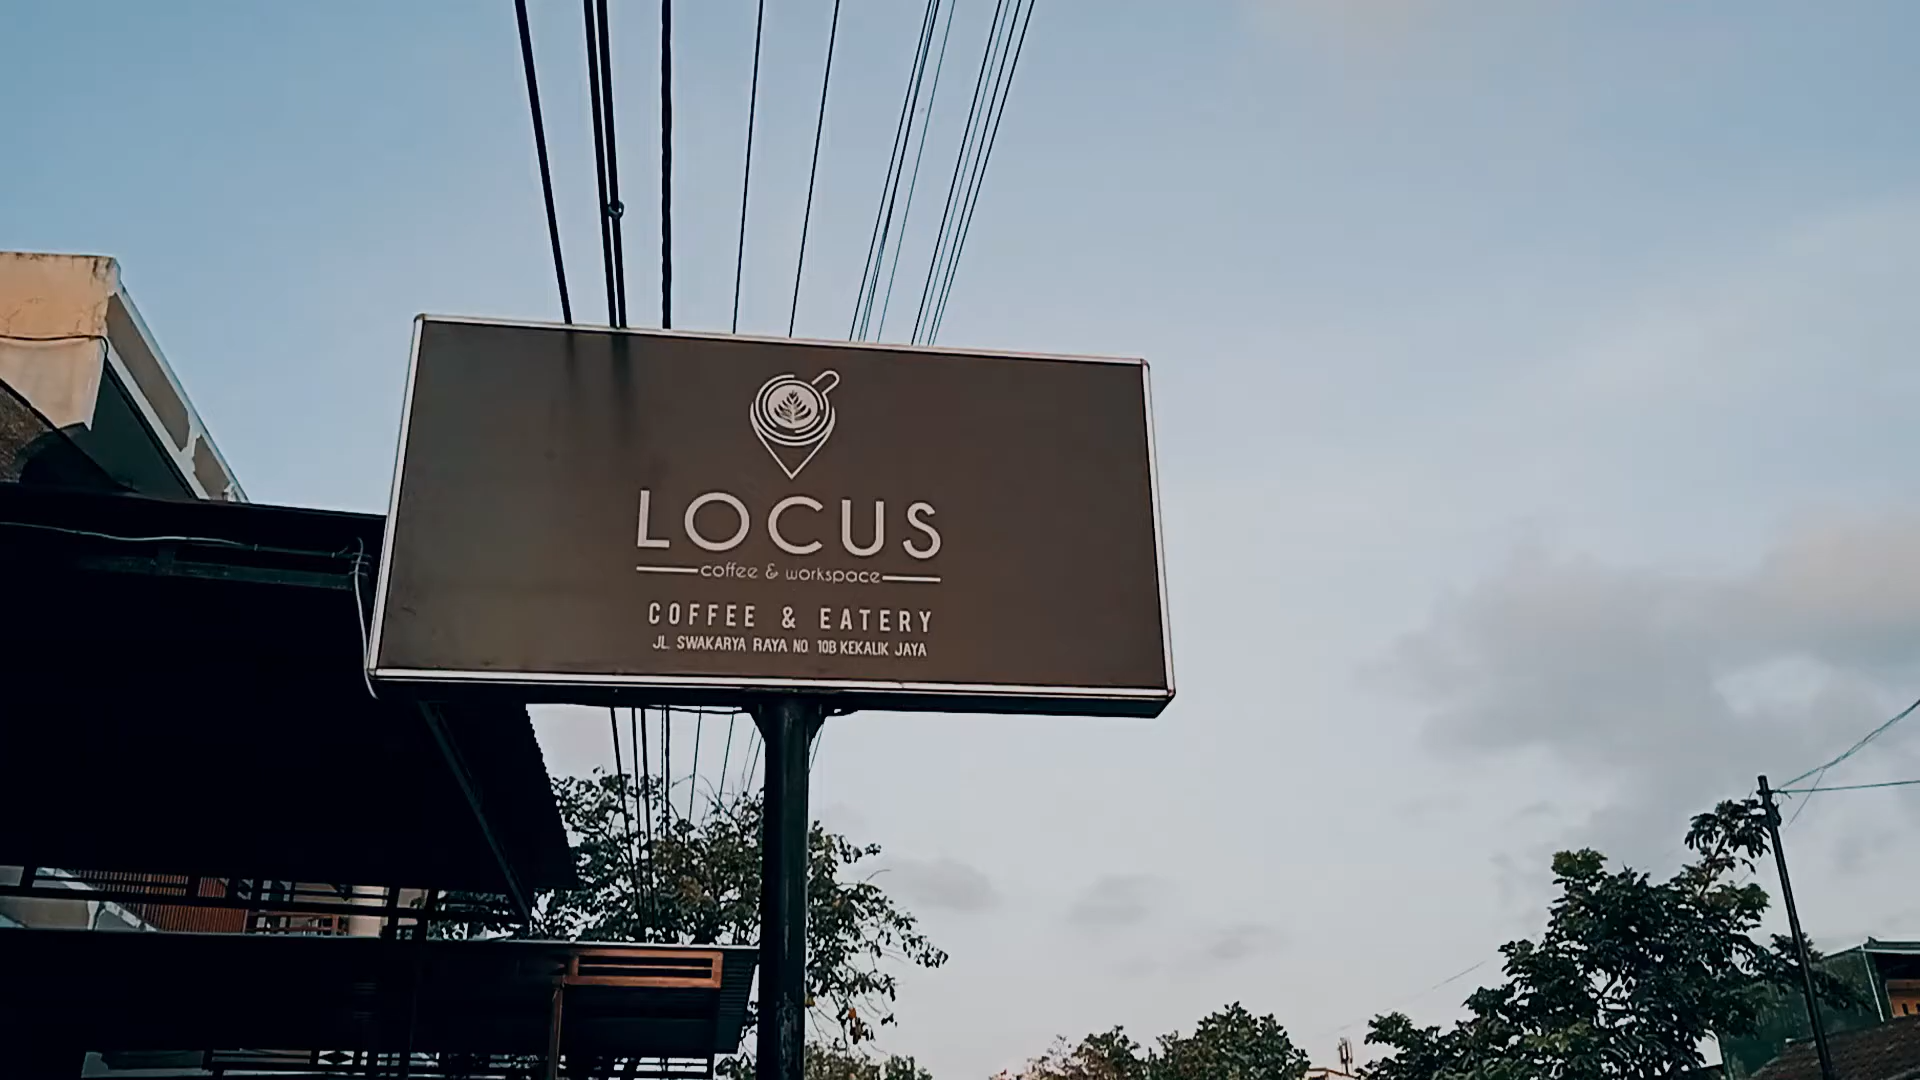 LOCUS
coffee & workspace
COFFEE & EATERY
JL. SWAKARYA RAYA NO. 10B KEKALIK JAYA